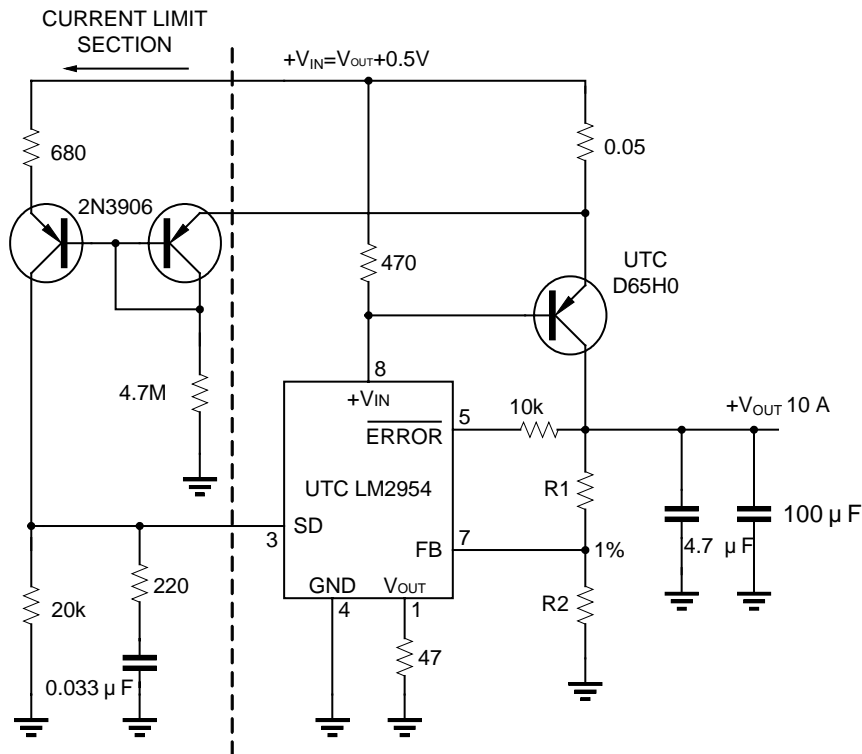 CURRENT LIMIT
SECTION
+VIN=VOUT+0.5V
680
0.05
2N3906
470
UTC
D65H0
4.7M
8
+VIN
5
10k
+VOUT 10 A
ERROR
UTC LM2954
R1
SD
3
7
FB
1%
4.7 µF
100 µF
220
20k
GND
VOUT
4
1
R2
47
0.033 µF